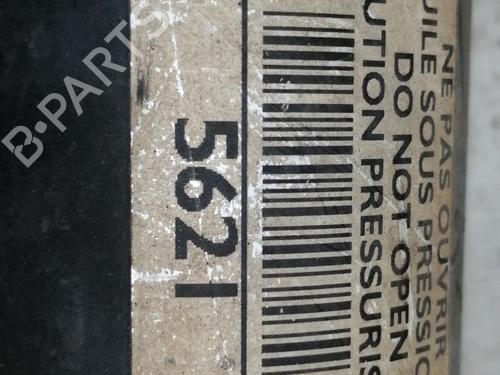 NE PAS OUVRIR
UILE SOUS PRESSIO
DO NOT OPEN
UTION PRESSURIS
5621
B-PARTS